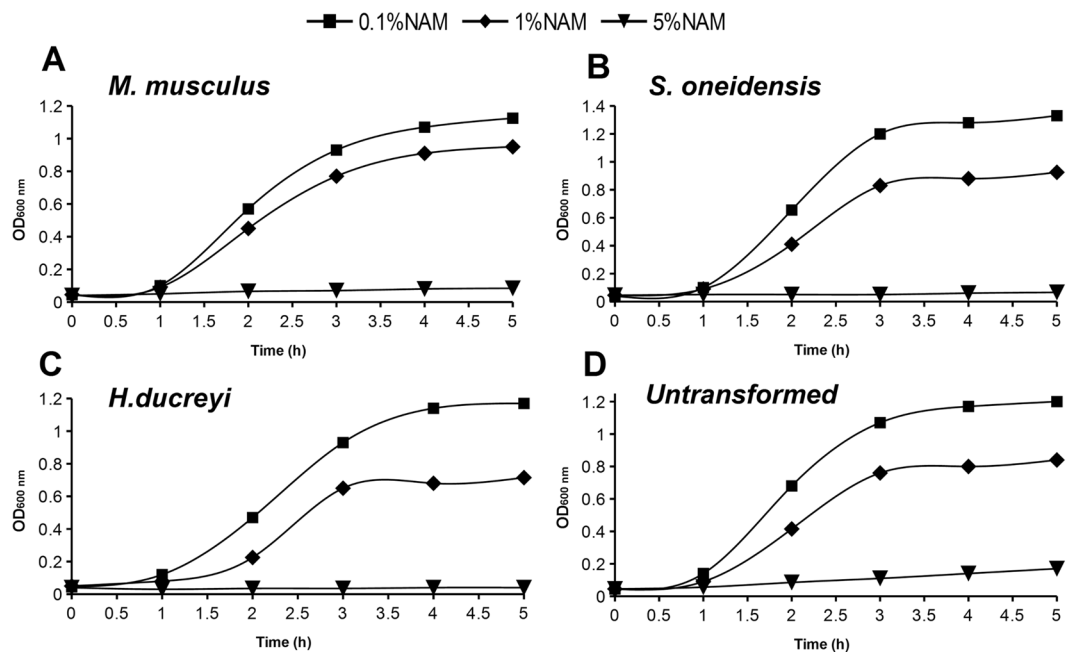 0.1%NAM 1%NAM 5%NAM
A
M. musculus
1.2
1
0.8
0.6
0.4
0.2
0
OD600 nm
0 0.5 1 1.5 2 2.5 3 3.5 4 4.5 5
Time (h)
B
S. oneidensis
1.4
1.2
1
0.8
0.6
0.4
0.2
0
OD600 nm
0 0.5 1 1.5 2 2.5 3 3.5 4 4.5 5
Time (h)
C
H.ducreyi
1.2
1
0.8
0.6
0.4
0.2
0
OD600 nm
0 0.5 1 1.5 2 2.5 3 3.5 4 4.5 5
Time (h)
D
Untransformed
1.2
1
0.8
0.6
0.4
0.2
0
OD600 nm
0 0.5 1 1.5 2 2.5 3 3.5 4 4.5 5
Time (h)